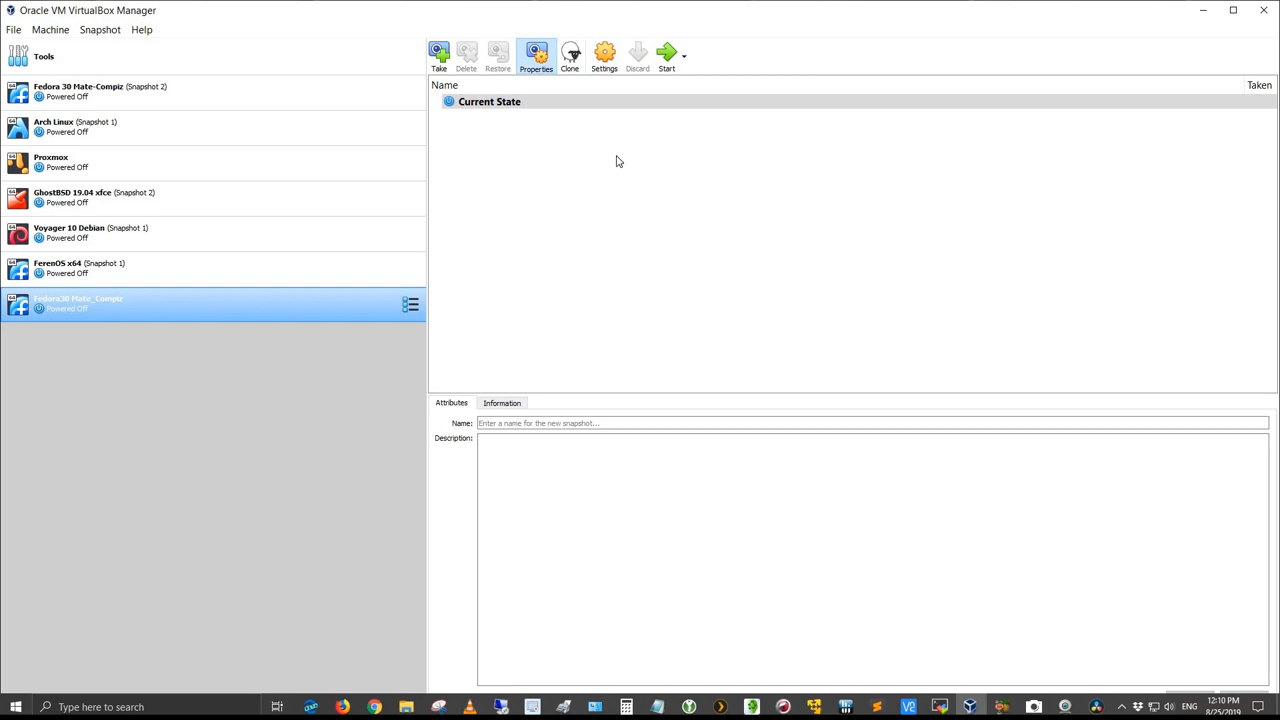 Oracle VM VirtualBox Manager
File Machine Snapshot Help
Tools
Take Delete Restore Properties Clone Settings Discard Start
Name Taken
Current State
Fedora 30 Mate-Compiz (Snapshot 2)
Powered Off
Arch Linux (Snapshot 1)
Powered Off
Proxmox
Powered Off
GhostBSD 19.04 xfce (Snapshot 2)
Powered Off
Voyager 10 Debian (Snapshot 1)
Powered Off
FerenOS x64 (Snapshot 1)
Powered Off
Fedora30 Mate_Compiz
Powered Off
Attributes Information
Name: Enter a name for the new snapshot...
Description:
Type here to search
ENG
12:10 PM
8/25/2019